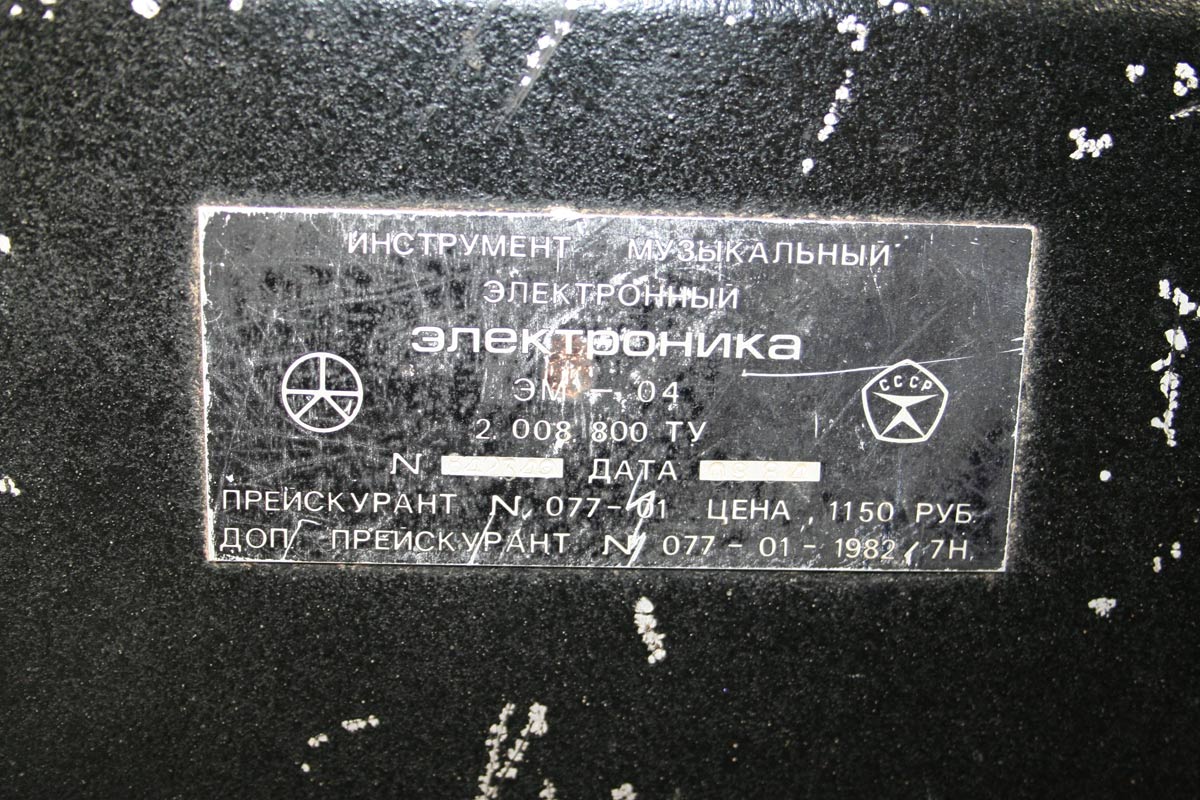 ИНСТРУМЕНТ МУЗЫКАЛЬНЫЙ
ЭЛЕКТРОННЫЙ
электроника
ЭМ - 04
СССР
2 008 800 ТУ
N ДАТА
ПРЕЙСКУРАНТ N 077-01 ЦЕНА 1150 РУБ.
ДОП ПРЕЙСКУРАНТ N 077 - 01 - 1982 / 7Н.